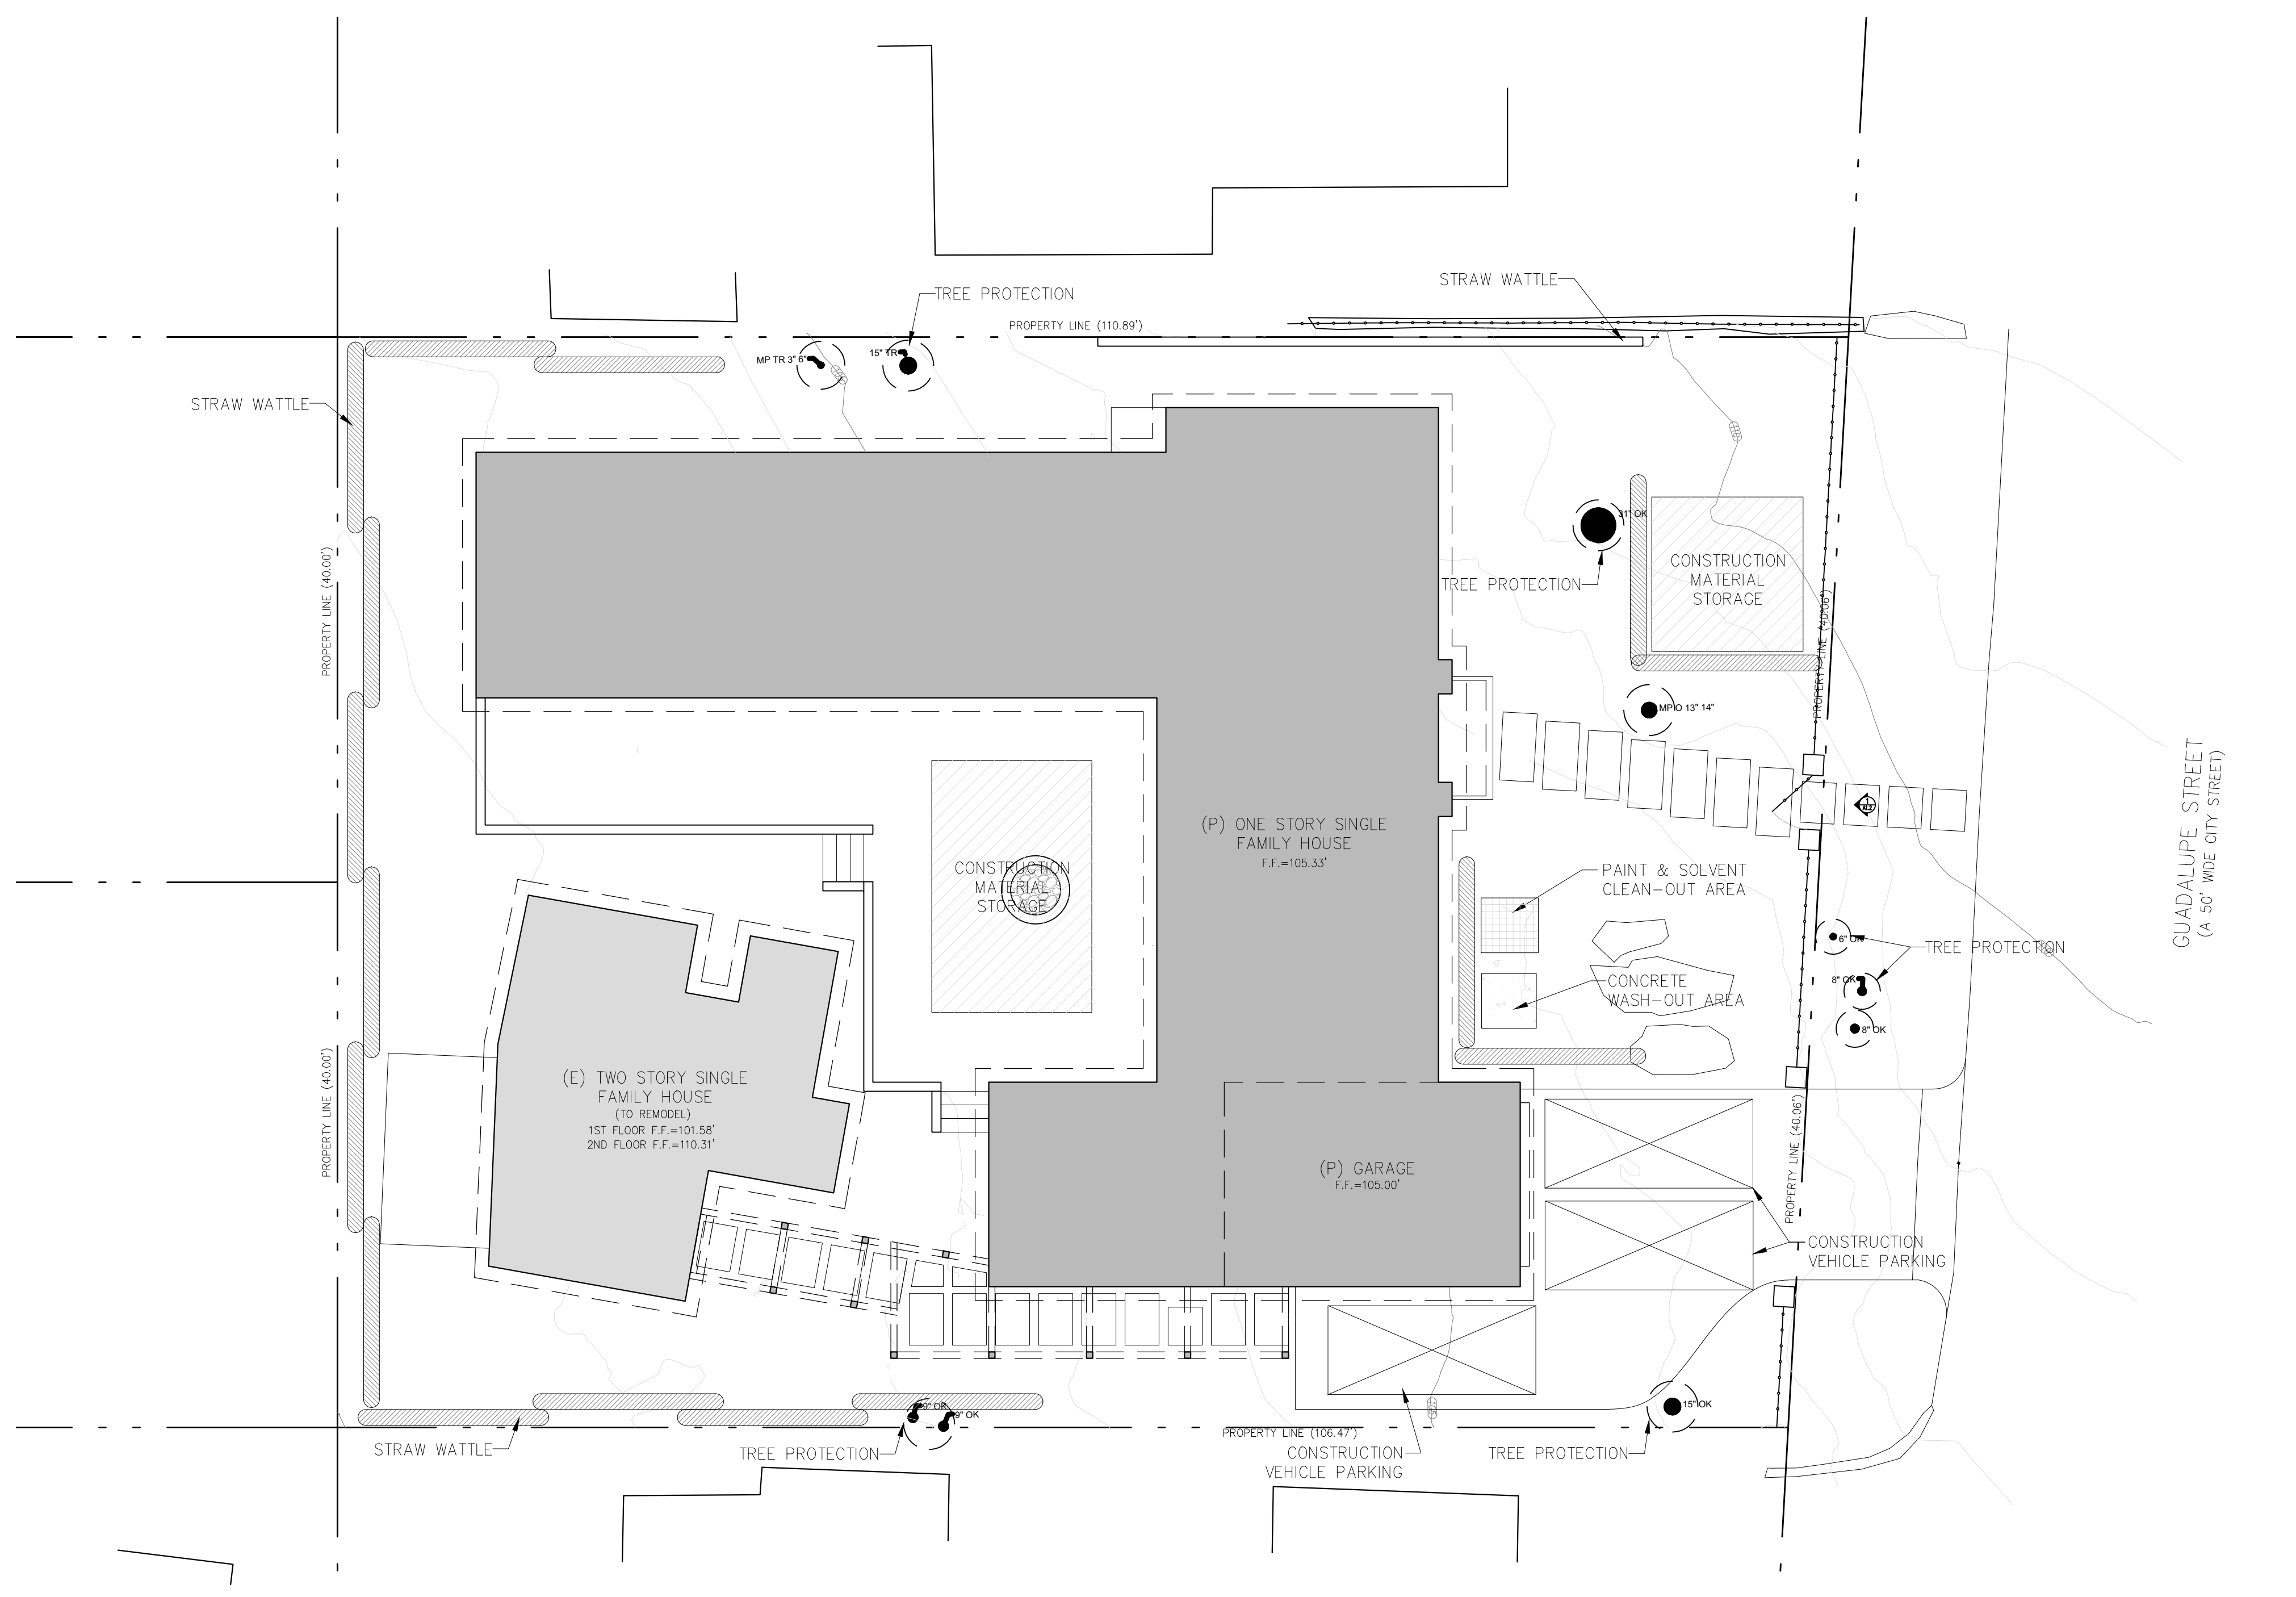 STRAW WATTLE
TREE PROTECTION
PROPERTY LINE (110.89')
MP TR 3" 6"
15" TR
STRAW WATTLE
31" OK
CONSTRUCTION
MATERIAL
STORAGE
TREE PROTECTION
PROPERTY LINE (40.00')
PROPERTY LINE (40.06')
MP O 13" 14"
GUADALUPE STREET
(A 50' WIDE CITY STREET)
(P) ONE STORY SINGLE
FAMILY HOUSE
F.F.=105.33'
CONSTRUCTION
MATERIAL
STORAGE
PAINT & SOLVENT
CLEAN-OUT AREA
6" OK
TREE PROTECTION
8" OK
CONCRETE
WASH-OUT AREA
8" OK
(E) TWO STORY SINGLE
FAMILY HOUSE
(TO REMODEL)
1ST FLOOR F.F.=101.58'
2ND FLOOR F.F.=110.31'
PROPERTY LINE (40.00')
PROPERTY LINE (40.06')
(P) GARAGE
F.F.=105.00'
CONSTRUCTION
VEHICLE PARKING
9" OK
9" OK
15" OK
PROPERTY LINE (106.47')
STRAW WATTLE
TREE PROTECTION
CONSTRUCTION
VEHICLE PARKING
TREE PROTECTION